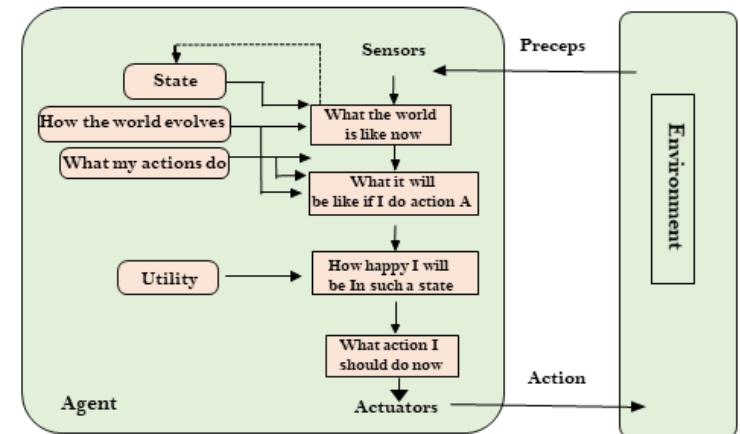 Sensors
Preceps
State
How the world evolves
What the world
is like now
What my actions do
What it will
be like if I do action A
Environment
Utility
How happy I will
be In such a state
What action I
should do now
Agent
Actuators
Action